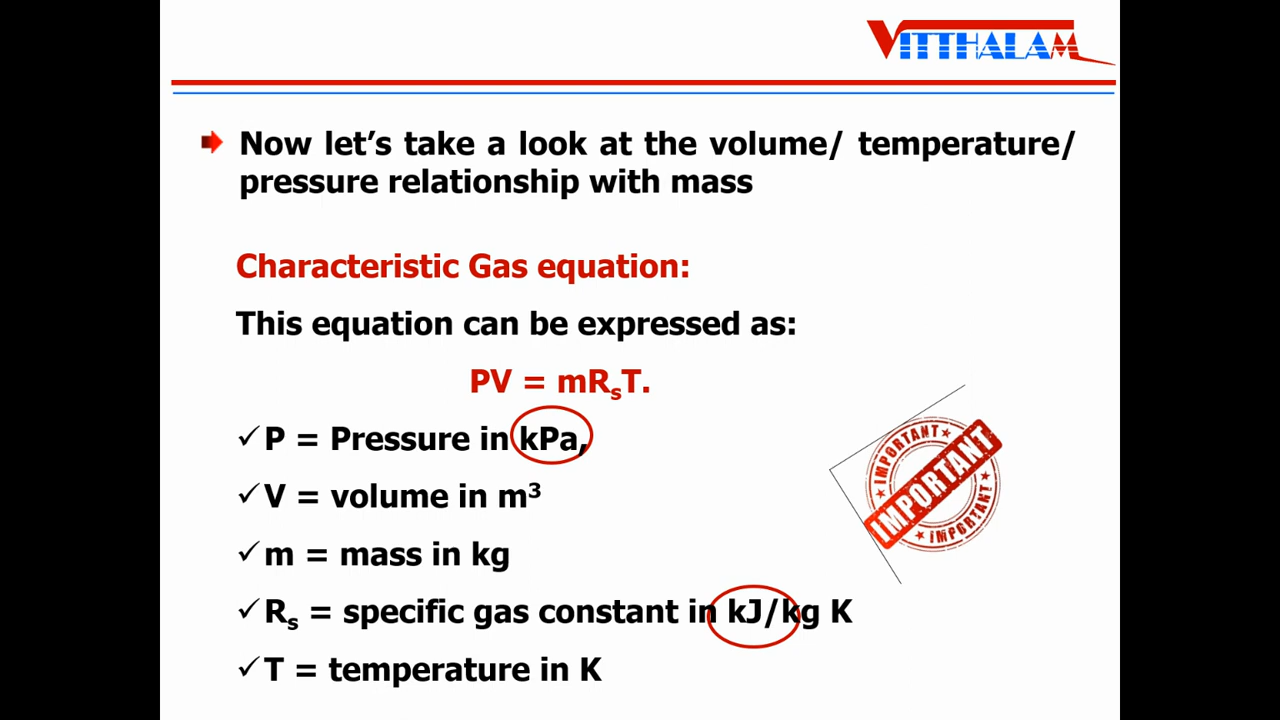 VITTHALAM
Now let’s take a look at the volume/ temperature/
pressure relationship with mass
Characteristic Gas equation:
This equation can be expressed as:
PV = mRsT.
✓ P = Pressure in kPa,
✓ V = volume in m³
✓ m = mass in kg
✓ Rs = specific gas constant in kJ/kg K
✓ T = temperature in K
IMPORTANT
IMPORTANT
IMPORTANT